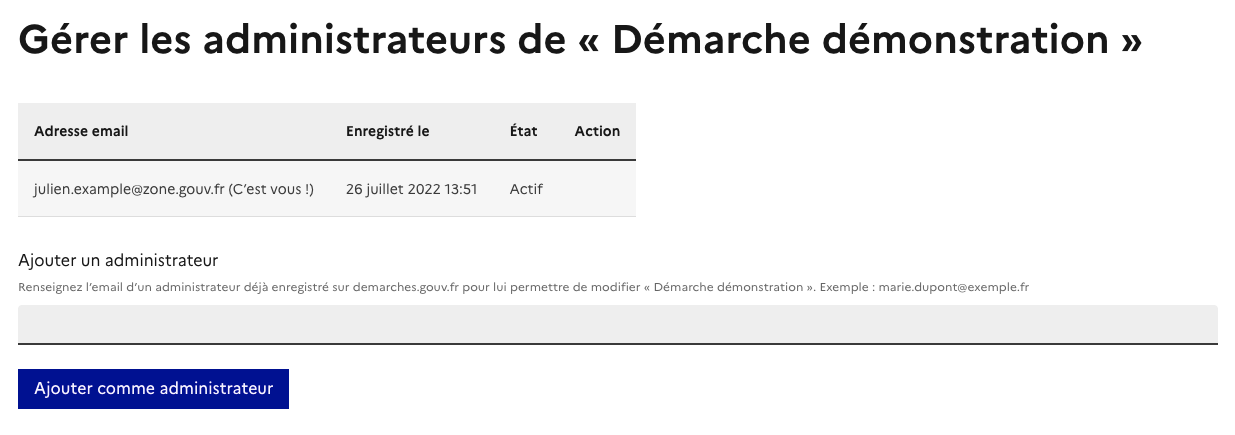 Gérer les administrateurs de « Démarche démonstration »
Adresse email Enregistré le État Action
julien.example@zone.gouv.fr (C’est vous !) 26 juillet 2022 13:51 Actif
Ajouter un administrateur
Renseignez l’email d’un administrateur déjà enregistré sur demarches.gouv.fr pour lui permettre de modifier « Démarche démonstration ». Exemple : marie.dupont@exemple.fr
Ajouter comme administrateur